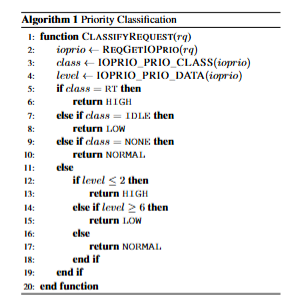 Algorithm 1 Priority Classification
1: function CLASSIFYREQUEST(rq)
2: ioprio ← REQGETIOPRIO(rq)
3: class ← IOPRIO_PRIO_CLASS(ioprio)
4: level ← IOPRIO_PRIO_DATA(ioprio)
5: if class = RT then
6: return HIGH
7: else if class = IDLE then
8: return LOW
9: else if class = NONE then
10: return NORMAL
11: else
12: if level ≤ 2 then
13: return HIGH
14: else if level ≥ 6 then
15: return LOW
16: else
17: return NORMAL
18: end if
19: end if
20: end function